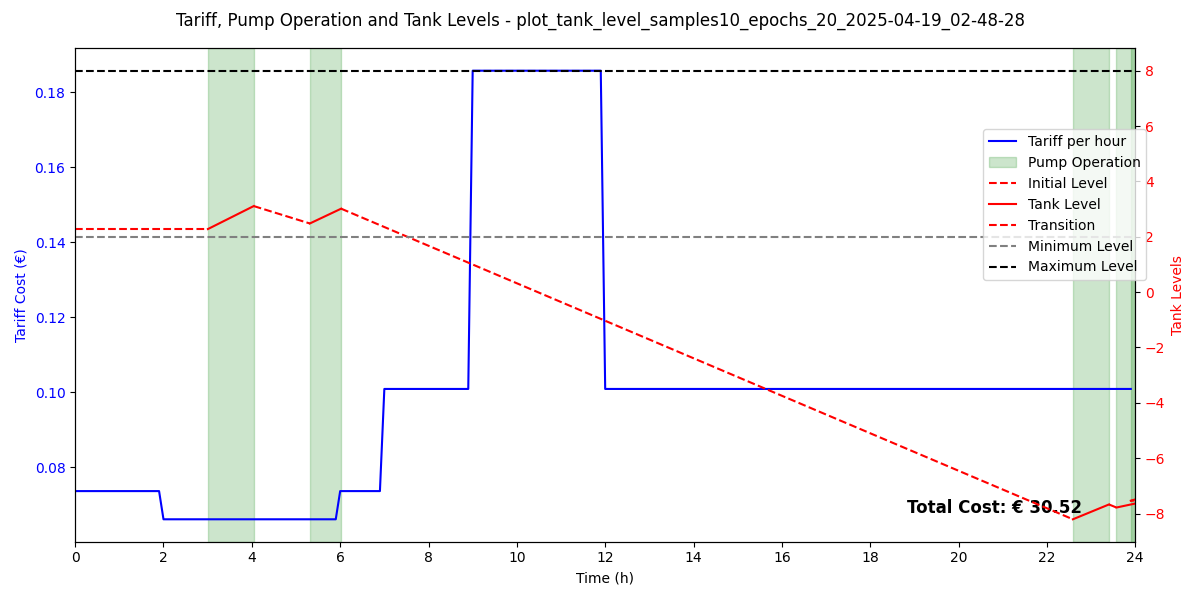 Tariff, Pump Operation and Tank Levels - plot_tank_level_samples10_epochs_20_2025-04-19_02-48-28
Tariff Cost (€)
0.18
0.16
0.14
0.12
0.10
0.08
8
6
4
2
0
−2
−4
−6
−8
Tank Levels
Tariff per hour
Pump Operation
Initial Level
Tank Level
Transition
Minimum Level
Maximum Level
Total Cost: € 30.52
0 2 4 6 8 10 12 14 16 18 20 22 24
Time (h)